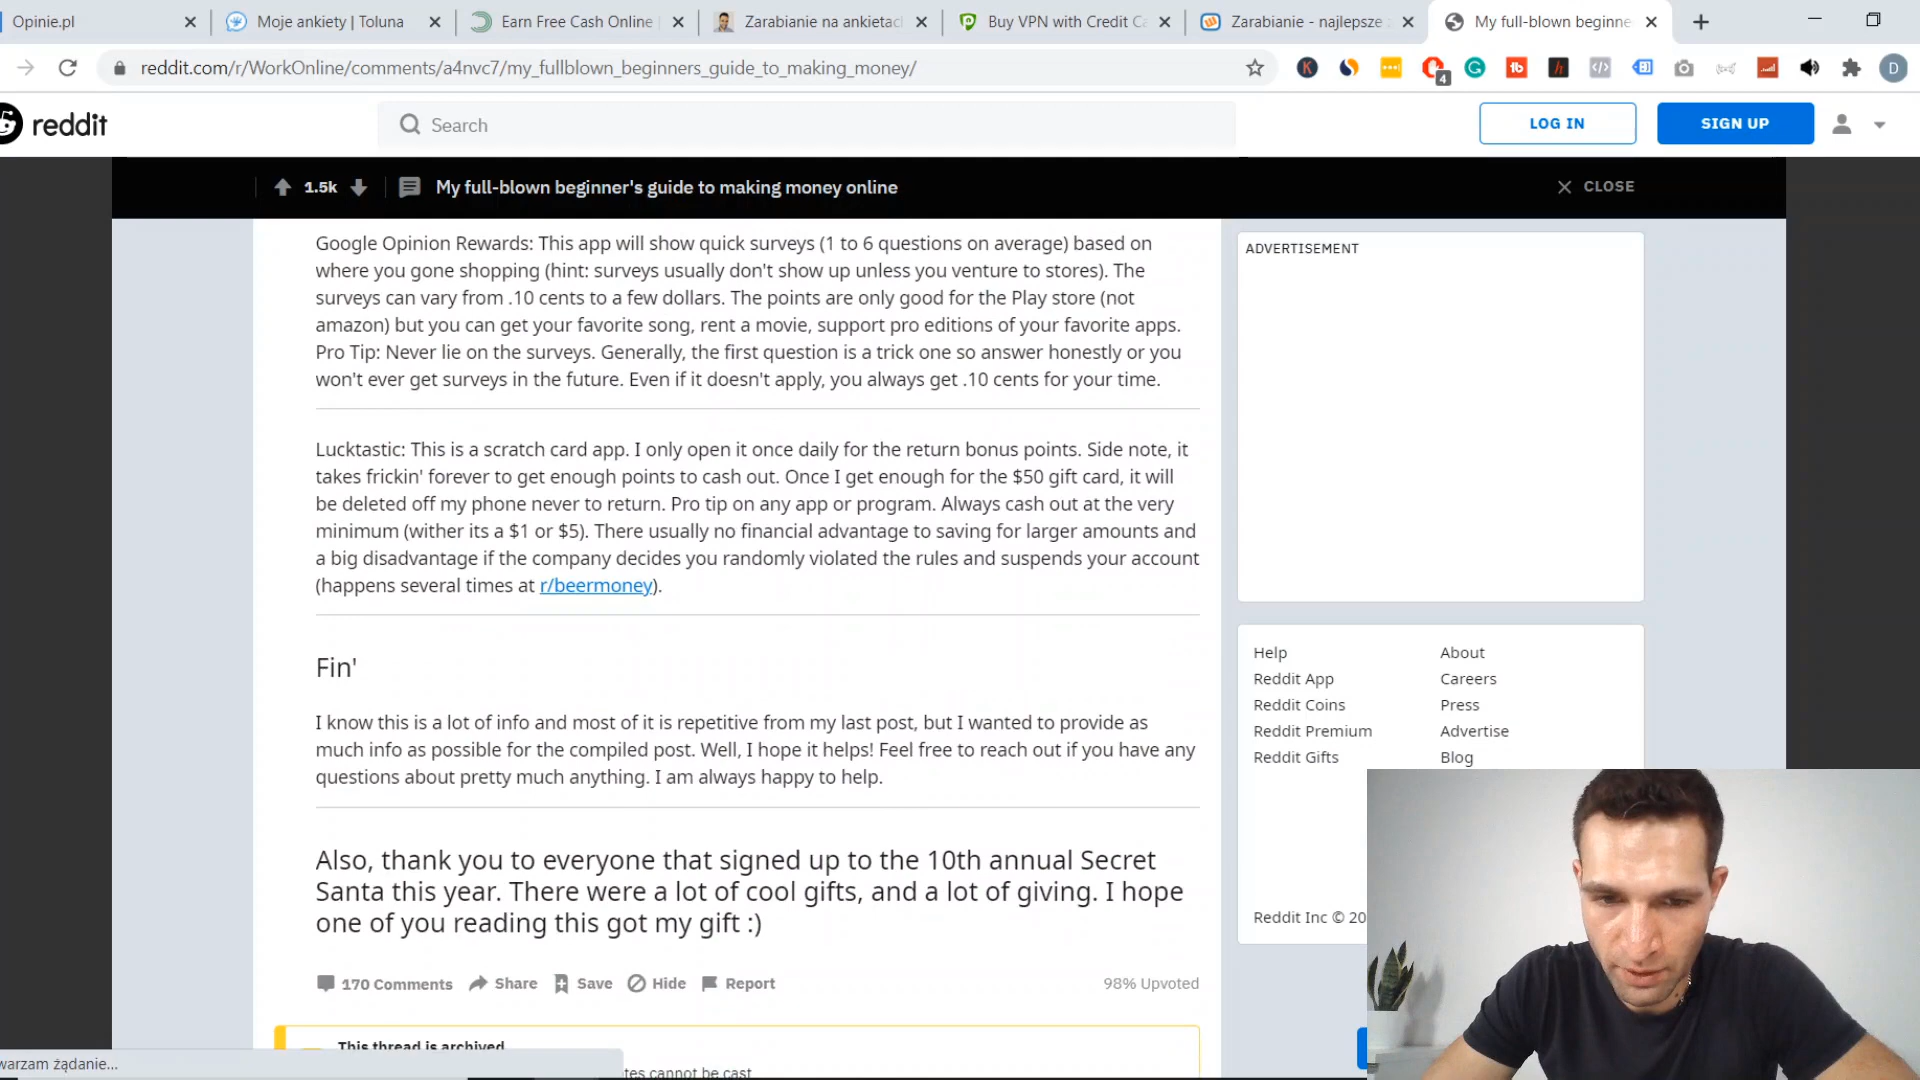 Opinie.pl
Moje ankiety | Toluna
Earn Free Cash Online |
Zarabianie na ankietach
Buy VPN with Credit Ca
Zarabianie - najlepsze
My full-blown beginne
reddit.com/r/WorkOnline/comments/a4nvc7/my_fullblown_beginners_guide_to_making_money/
4
D
reddit
Search
LOG IN
SIGN UP
1.5k
My full-blown beginner's guide to making money online
CLOSE
Google Opinion Rewards: This app will show quick surveys (1 to 6 questions on average) based on
where you gone shopping (hint: surveys usually don't show up unless you venture to stores). The
surveys can vary from .10 cents to a few dollars. The points are only good for the Play store (not
amazon) but you can get your favorite song, rent a movie, support pro editions of your favorite apps.
Pro Tip: Never lie on the surveys. Generally, the first question is a trick one so answer honestly or you
won't ever get surveys in the future. Even if it doesn't apply, you always get .10 cents for your time.
Lucktastic: This is a scratch card app. I only open it once daily for the return bonus points. Side note, it
takes frickin' forever to get enough points to cash out. Once I get enough for the $50 gift card, it will
be deleted off my phone never to return. Pro tip on any app or program. Always cash out at the very
minimum (wither its a $1 or $5). There usually no financial advantage to saving for larger amounts and
a big disadvantage if the company decides you randomly violated the rules and suspends your account
(happens several times at r/beermoney).
Fin'
I know this is a lot of info and most of it is repetitive from my last post, but I wanted to provide as
much info as possible for the compiled post. Well, I hope it helps! Feel free to reach out if you have any
questions about pretty much anything. I am always happy to help.
Also, thank you to everyone that signed up to the 10th annual Secret
Santa this year. There were a lot of cool gifts, and a lot of giving. I hope
one of you reading this got my gift :)
170 Comments
Share
Save
Hide
Report
98% Upvoted
This thread is archived
tes cannot be cast
ADVERTISEMENT
Help
About
Reddit App
Careers
Reddit Coins
Press
Reddit Premium
Advertise
Reddit Gifts
Blog
Reddit Inc © 20
warzam żądanie...